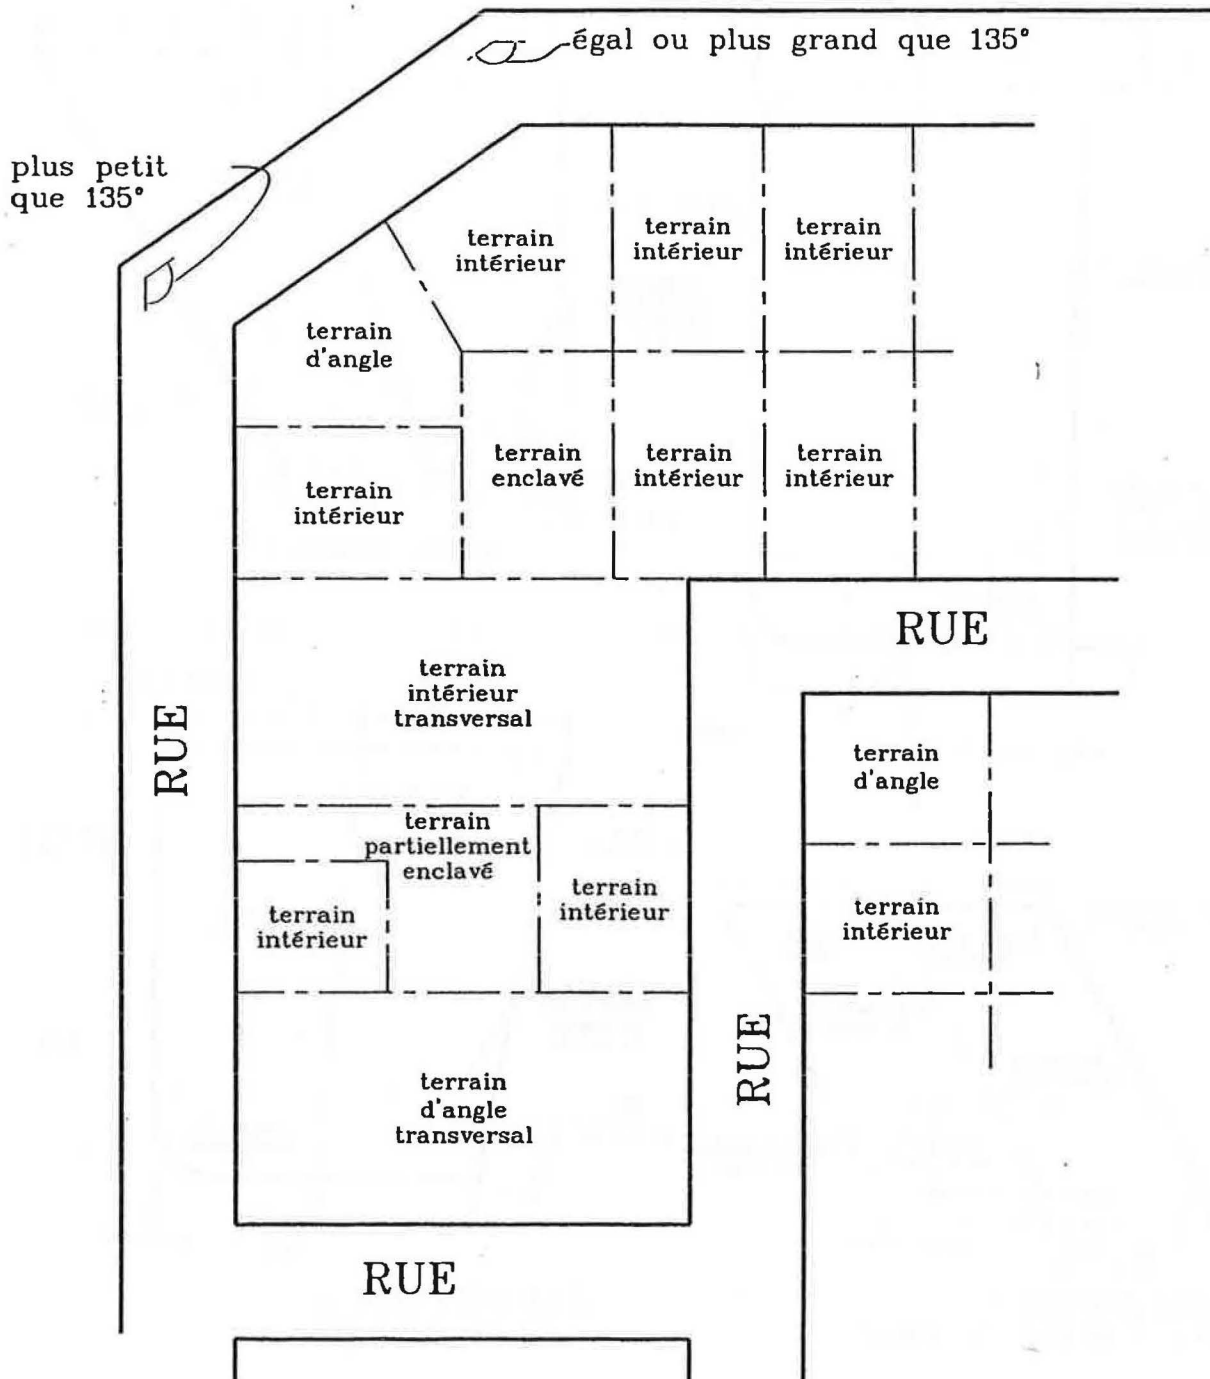 égal ou plus grand que 135°
plus petit
que 135°
terrain
intérieur
terrain
intérieur
terrain
intérieur
terrain
d'angle
terrain
intérieur
terrain
enclavé
terrain
intérieur
terrain
intérieur
RUE
terrain
intérieur
transversal
RUE
terrain
d'angle
terrain
partiellement
enclavé
terrain
intérieur
terrain
intérieur
terrain
intérieur
RUE
terrain
d'angle
transversal
RUE